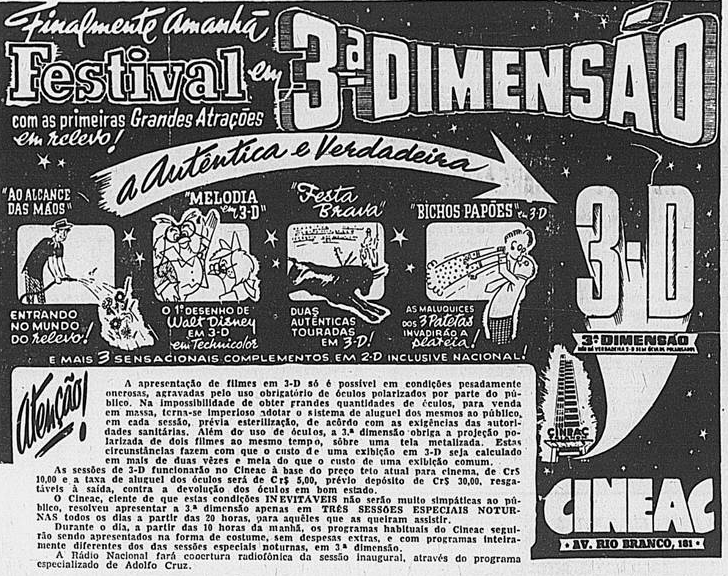 Finalmente Amanhã
Festival em 3ª DIMENSÃO
com as primeiras Grandes Atrações
em relevo!
a Autêntica e Verdadeira
3-D
3ª DIMENSÃO
NÃO HÁ VERDADEIRA 3-D SEM ÓCULOS POLARIZADOS
"AO ALCANCE
DAS MÃOS"
ENTRANDO
NO MUNDO
DO relevo!
"MELODIA
em 3-D"
O 1º DESENHO DE
Walt Disney
EM 3-D
em Technicolor
"Festa
Brava"
DUAS
AUTÊNTICAS
TOURADAS
EM 3-D!
"BICHOS PAPÕES" em 3-D
AS MALUQUICES
DOS 3 Patetas
INVADIRÃO A
platéia!
E MAIS 3 SENSACIONAIS COMPLEMENTOS EM 2-D INCLUSIVE NACIONAL!
Atenção!
A apresentação de filmes em 3-D só é possível em condições pesadamente
onerosas, agravadas pelo uso obrigatório de óculos polarizados por parte do pú-
blico. Na impossibilidade de obter grandes quantidades de óculos, para venda
em massa, torna-se imperioso adotar o sistema de aluguel dos mesmos ao público,
em cada sessão, prévia esterilização, de acôrdo com as exigências das autori-
dades sanitárias. Além do uso de óculos, a 3.ª dimensão obriga a projeção po-
larizada de dois filmes ao mesmo tempo, sôbre uma tela metalizada. Estas
circunstâncias fazem com que o custo de uma exibição em 3-D seja calculado
em mais de duas vêzes e meia do que o custo de uma exibição comum.
As sessões de 3-D funcionarão no Cineac à base do preço teto atual para cinema, de Cr$
10,00 e a taxa de aluguel dos óculos será de Cr$ 5,00, prévio depósito de Cr$ 30,00, resga-
táveis à saída, contra a devolução dos óculos em bom estado.
O Cineac, ciente de que estas condições INEVITÁVEIS não serão muito simpáticas ao pú-
blico, resolveu apresentar a 3.ª dimensão apenas em TRÊS SESSÕES ESPECIAIS NOTUR-
NAS todos os dias a partir das 20 horas, para aquêles que as queiram assistir.
Durante o dia, a partir das 10 horas da manhã, os programas habituais do Cineac segui-
rão sendo apresentados na forma de costume, sem despesas extras, e com programas inteira-
mente diferentes dos das sessões especiais noturnas, em 3.ª dimensão.
A Rádio Nacional fará cobertura radiofônica da sessão inaugural, através do programa
especializado de Adolfo Cruz.
CINEAC
CINEAC
• AV. RIO BRANCO, 181 •